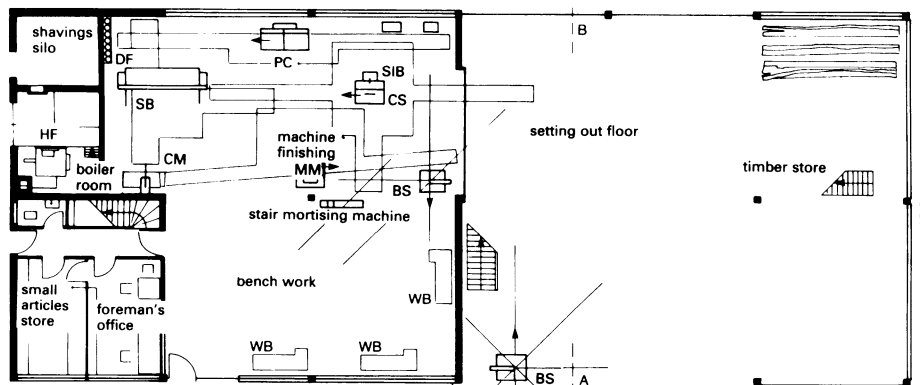 shavings
silo
DF
PC
SIB
CS
B
SB
HF
boiler
room
CM
machine
finishing
MM
BS
setting out floor
timber store
stair mortising machine
bench work
small
articles
store
foreman's
office
WB
WB
WB
BS
A